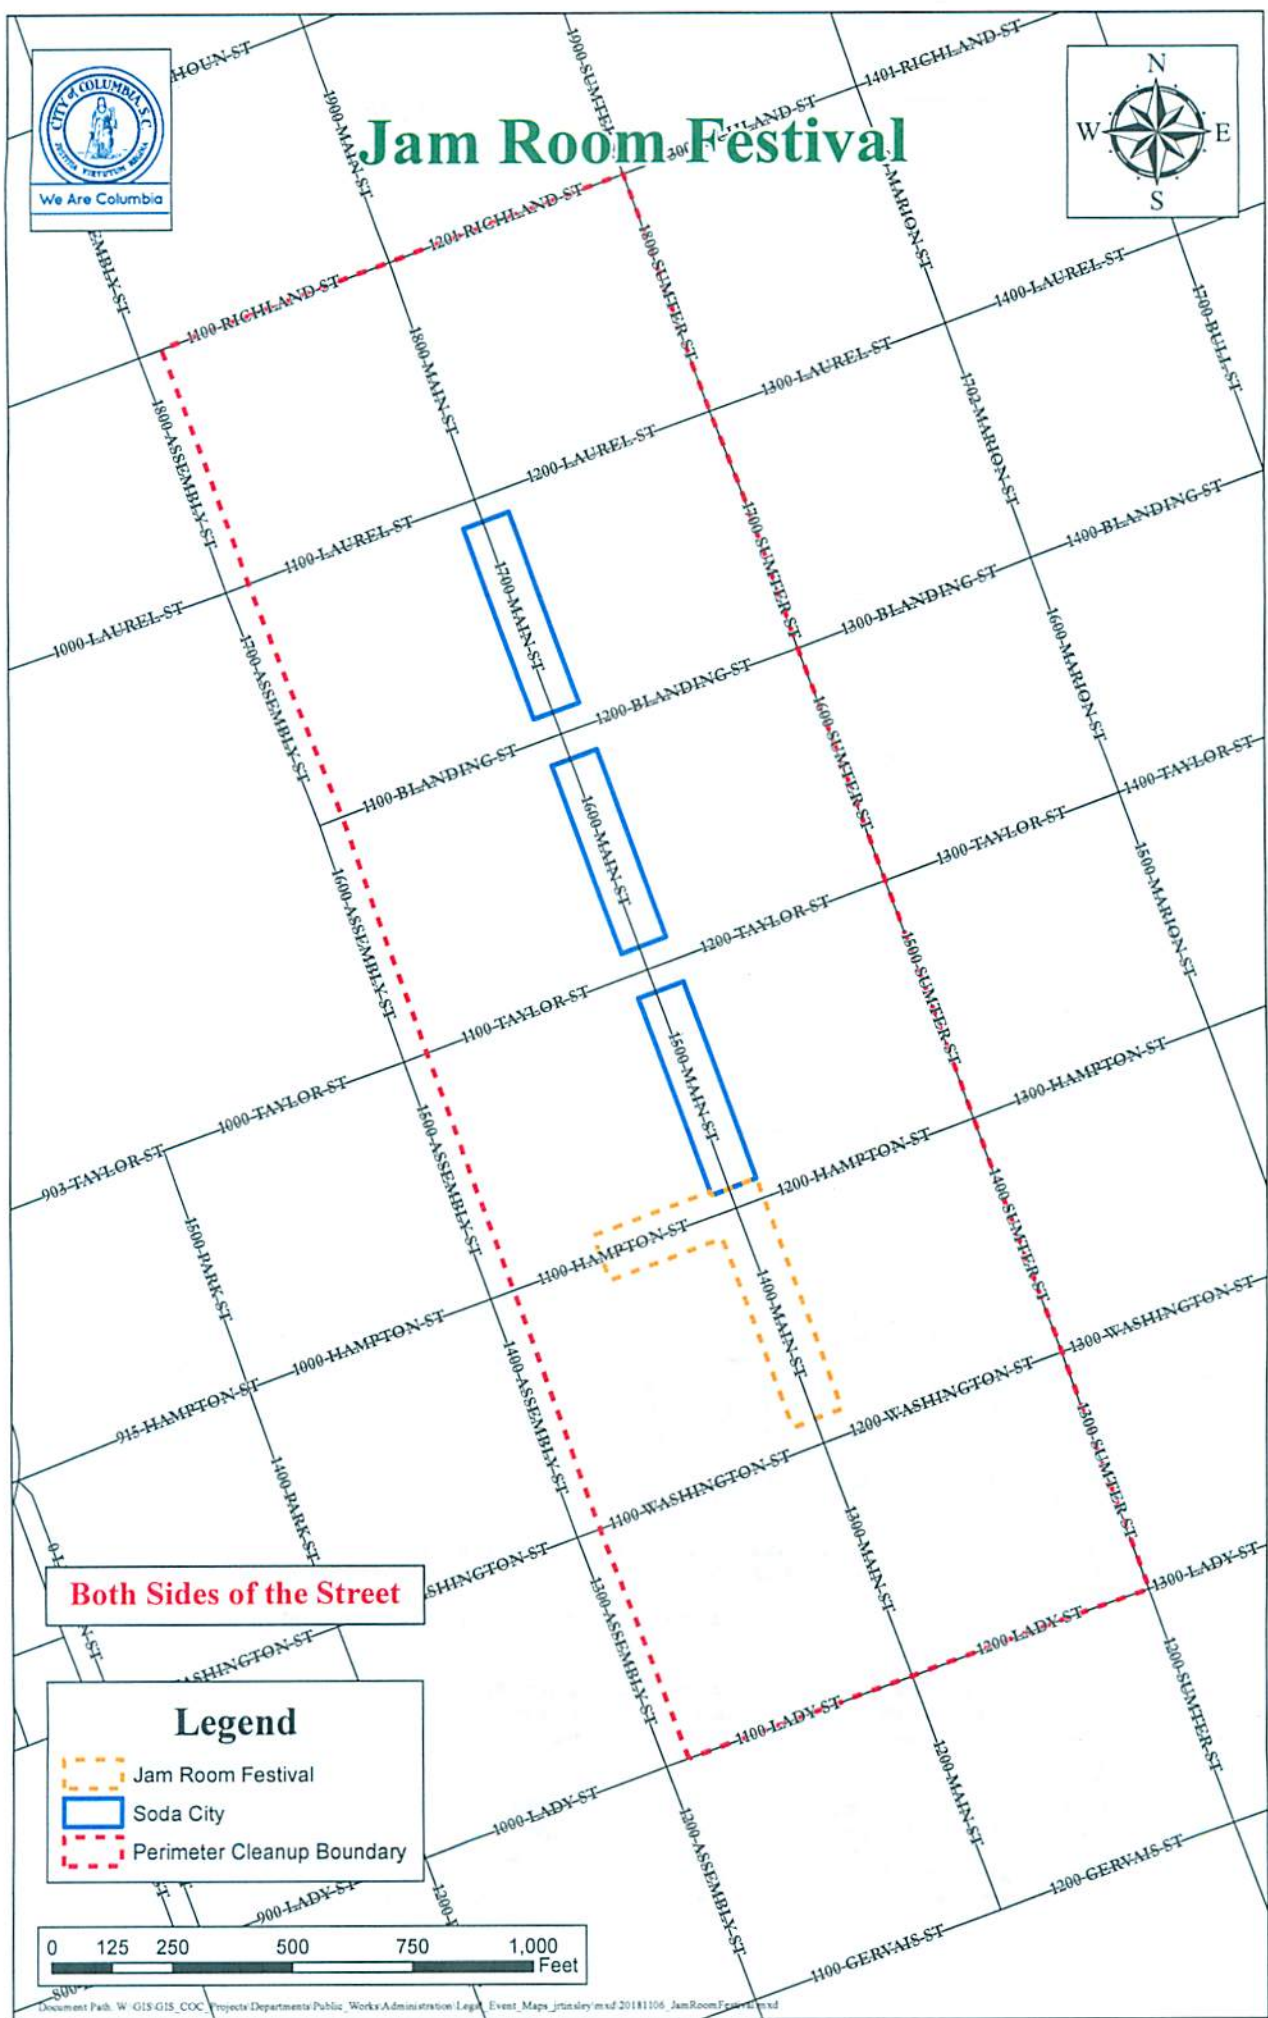 CITY of COLUMBIA, S.C.
JUSTITIA VIRTUTUM REGINA
We Are Columbia
Jam Room Festival
N
W
E
S
1900-MAIN-ST
1401-RICHLAND-ST
1201-RICHLAND-ST
1100-RICHLAND-ST
1800-SUMTER-ST
1800-MAIN-ST
1800-ASSEMBLY-ST
1400-LAUREL-ST
1300-LAUREL-ST
1200-LAUREL-ST
1100-LAUREL-ST
1000-LAUREL-ST
1700-BULL-ST
1702-MARION-ST
1700-SUMTER-ST
1700-MAIN-ST
1700-ASSEMBLY-ST
1400-BLANDING-ST
1300-BLANDING-ST
1200-BLANDING-ST
1100-BLANDING-ST
1600-MARION-ST
1600-SUMTER-ST
1600-MAIN-ST
1600-ASSEMBLY-ST
1400-TAYLOR-ST
1300-TAYLOR-ST
1200-TAYLOR-ST
1100-TAYLOR-ST
1000-TAYLOR-ST
903-TAYLOR-ST
1500-MARION-ST
1500-SUMTER-ST
1500-MAIN-ST
1500-ASSEMBLY-ST
1500-PARK-ST
1300-HAMPTON-ST
1200-HAMPTON-ST
1100-HAMPTON-ST
1000-HAMPTON-ST
915-HAMPTON-ST
1400-SUMTER-ST
1400-MAIN-ST
1400-ASSEMBLY-ST
1400-PARK-ST
1300-WASHINGTON-ST
1200-WASHINGTON-ST
1100-WASHINGTON-ST
SHINGTON-ST
ASHINGTON-ST
1300-SUMTER-ST
1300-MAIN-ST
1300-ASSEMBLY-ST
1300-LADY-ST
1200-LADY-ST
1100-LADY-ST
1000-LADY-ST
900-LADY-ST
1200-SUMTER-ST
1200-MAIN-ST
1200-ASSEMBLY-ST
1200-GERVAIS-ST
1100-GERVAIS-ST
Both Sides of the Street
Legend
Jam Room Festival
Soda City
Perimeter Cleanup Boundary
0 125 250 500 750 1,000
Feet